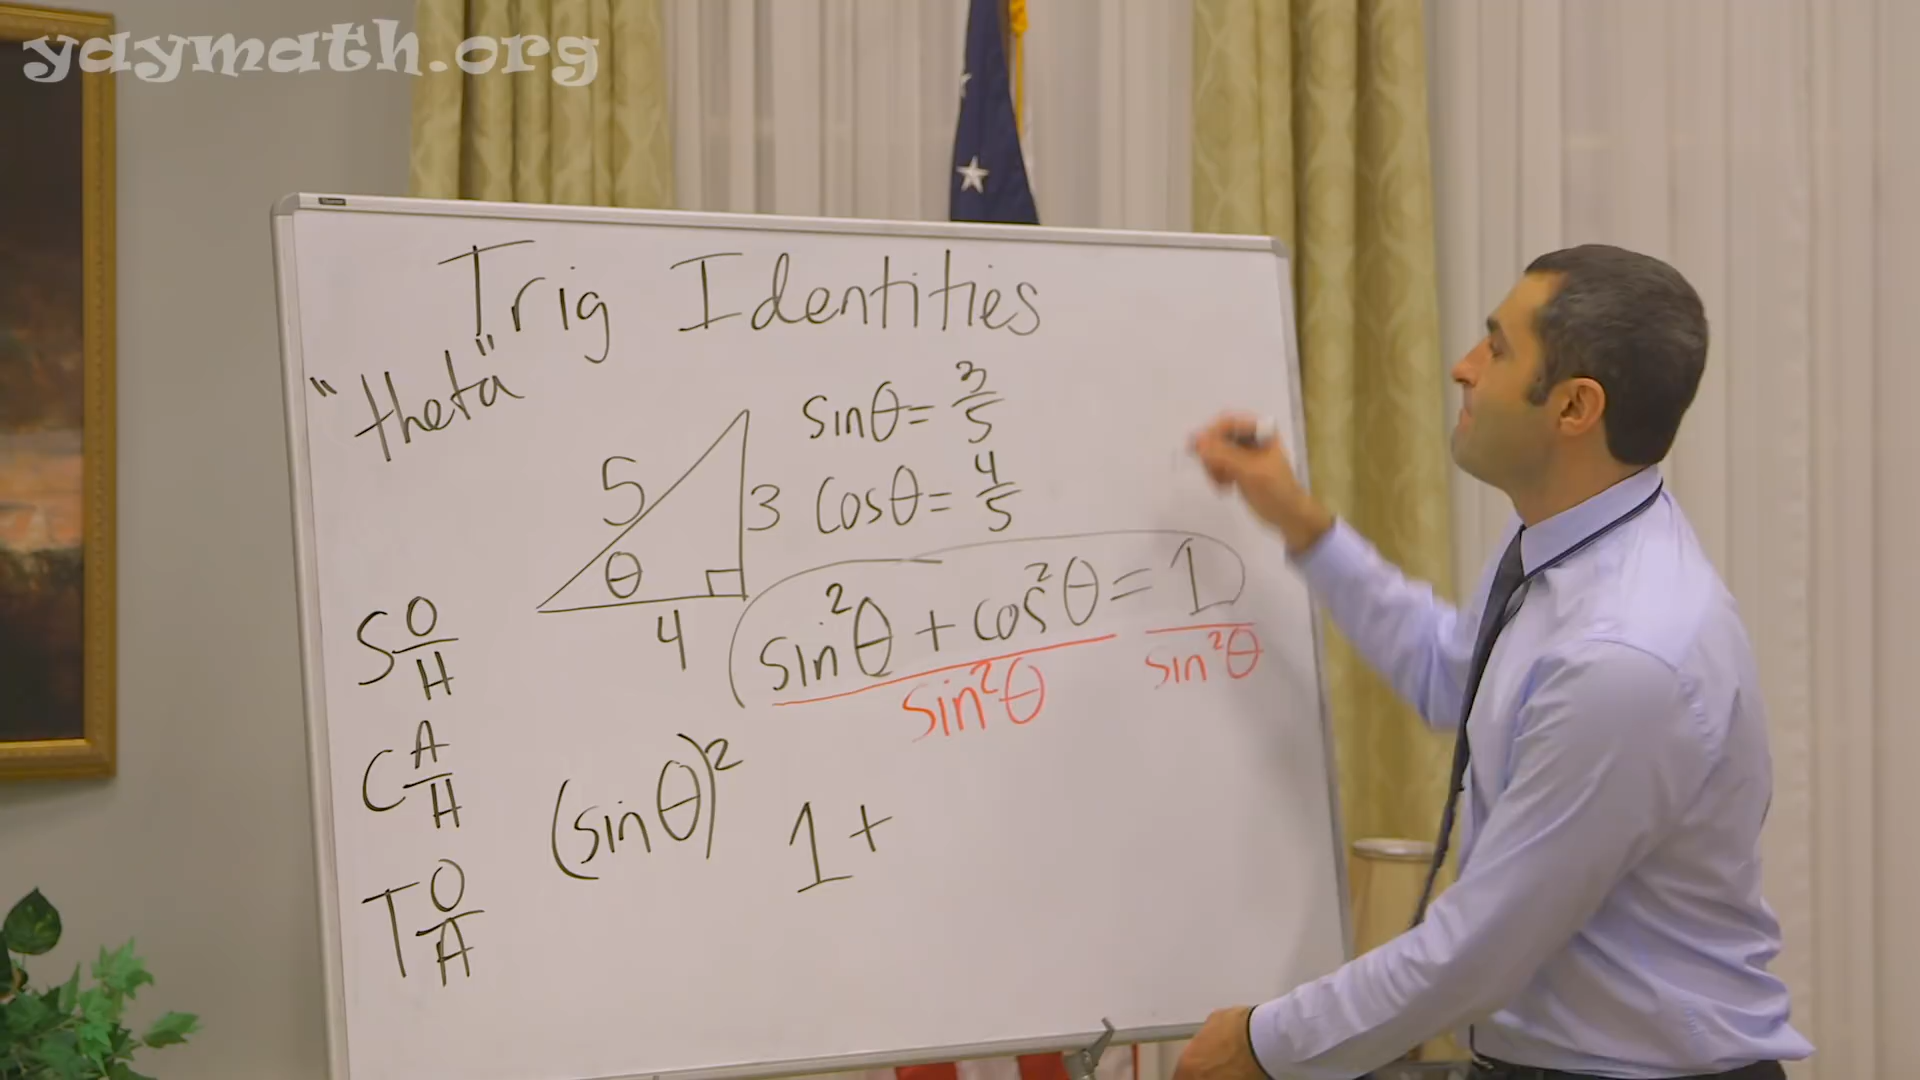 yaymath.org
Trig Identities
"theta"
sinθ = 3/5
5
3
cosθ = 4/5
θ
4
sin²θ + cos²θ = 1
sin²θ
sin²θ
S O/H
C A/H
(sinθ)²
1 +
T O/A